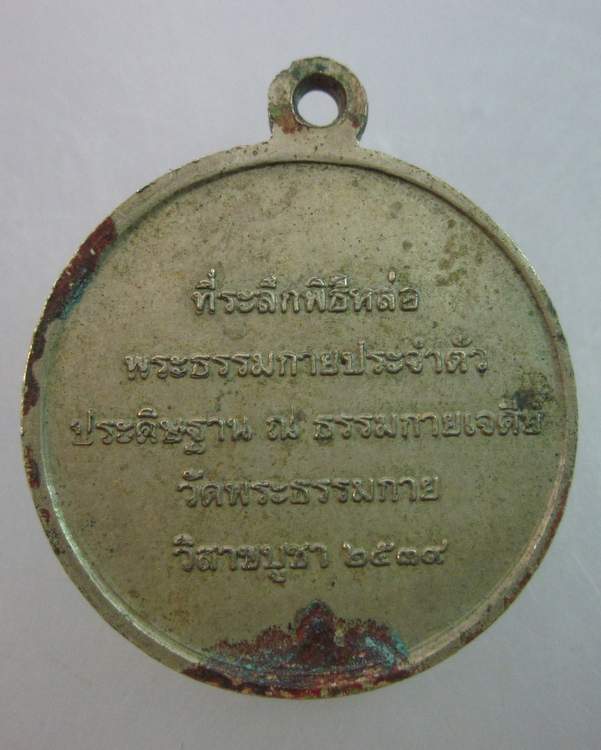 ที่ระลึกพิธีหล่อ
พระธรรมกายประจำตัว
ประดิษฐาน ณ ธรรมกายเจดีย์
วัดพระธรรมกาย
วิสาขบูชา ๒๕๓๙